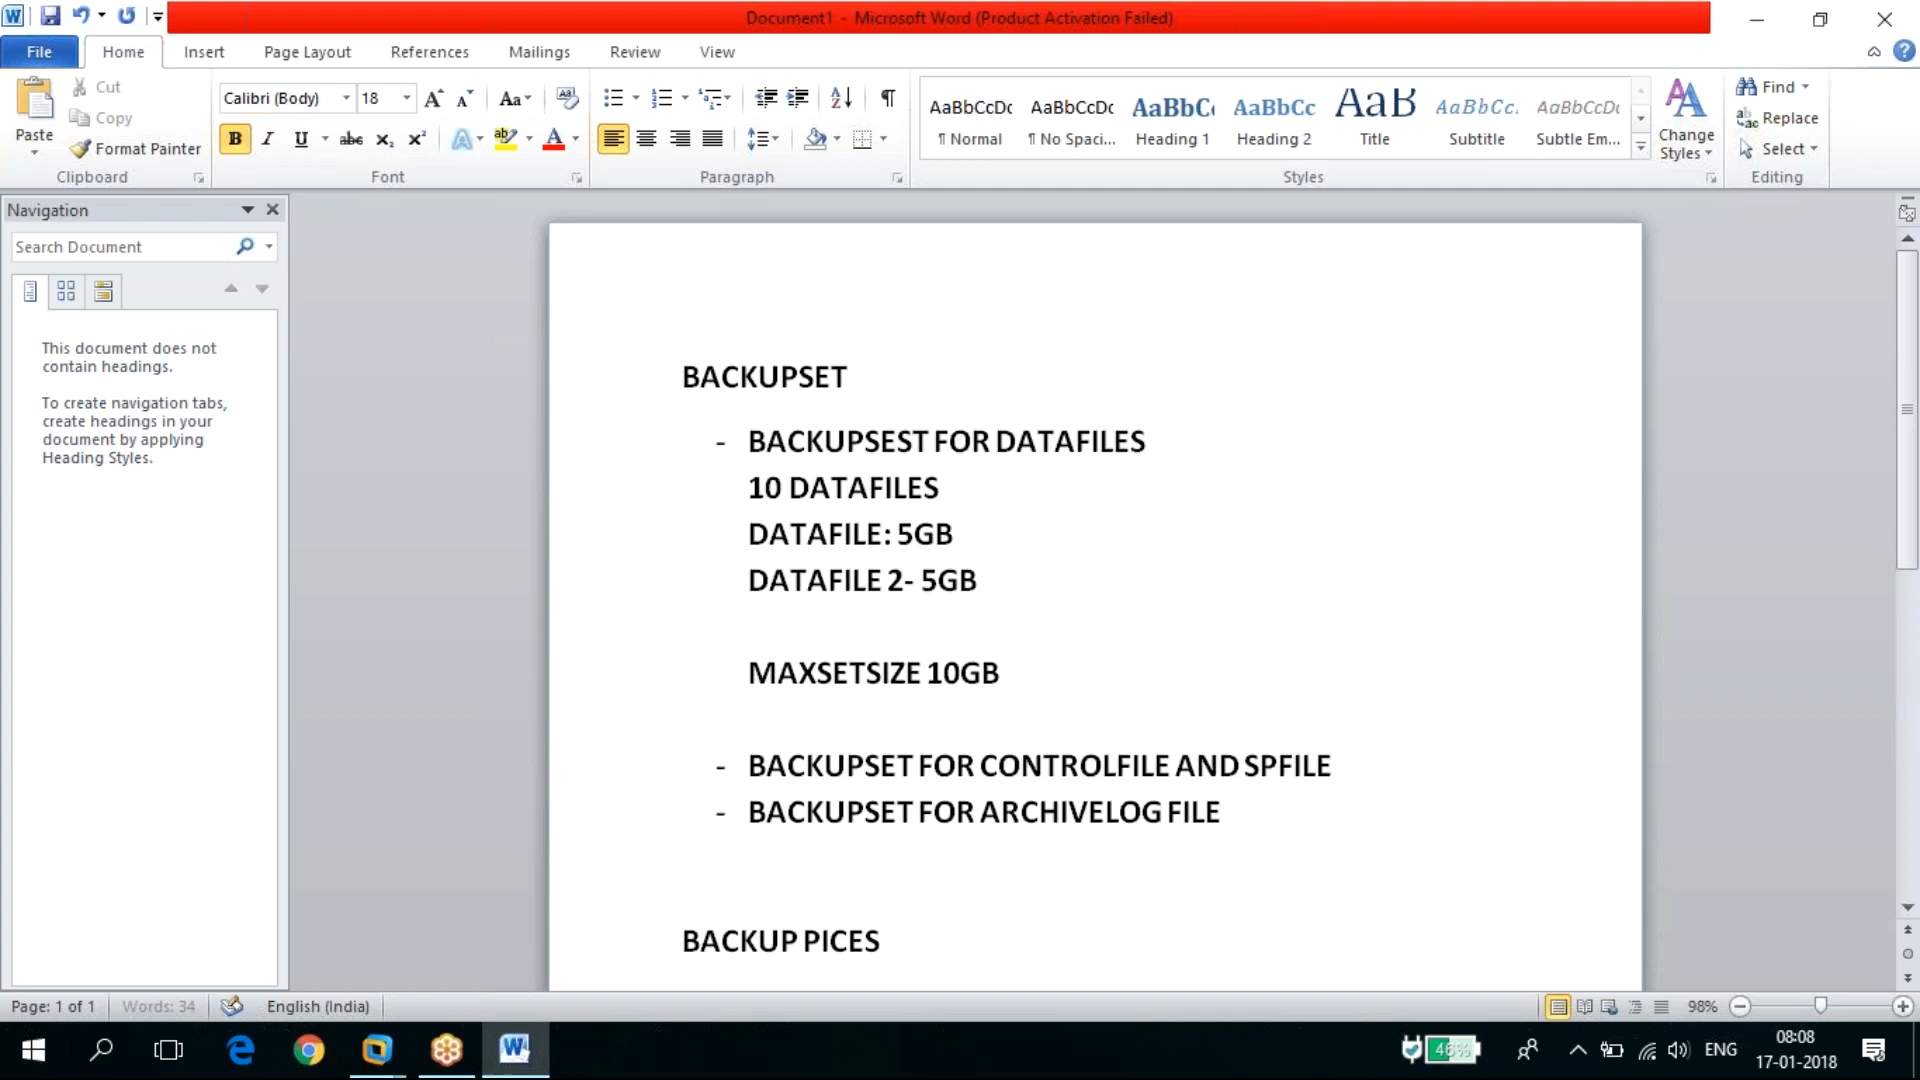 Document1 - Microsoft Word (Product Activation Failed)
File Home Insert Page Layout References Mailings Review View
Paste
Cut
Copy
Format Painter
Clipboard
Calibri (Body) 18
Font
Paragraph
AaBbCcDc AaBbCcDc AaBbC AaBbCc AaB AaBbCc. AaBbCcDc
¶ Normal ¶ No Spaci... Heading 1 Heading 2 Title Subtitle Subtle Em...
Change Styles
Styles
Find
Replace
Select
Editing
Navigation
Search Document
This document does not
contain headings.
To create navigation tabs,
create headings in your
document by applying
Heading Styles.
BACKUPSET
- BACKUPSEST FOR DATAFILES
10 DATAFILES
DATAFILE: 5GB
DATAFILE 2- 5GB
MAXSETSIZE 10GB
- BACKUPSET FOR CONTROLFILE AND SPFILE
- BACKUPSET FOR ARCHIVELOG FILE
BACKUP PICES
Page: 1 of 1 Words: 34 English (India) 98%
46% ENG 08:08
17-01-2018